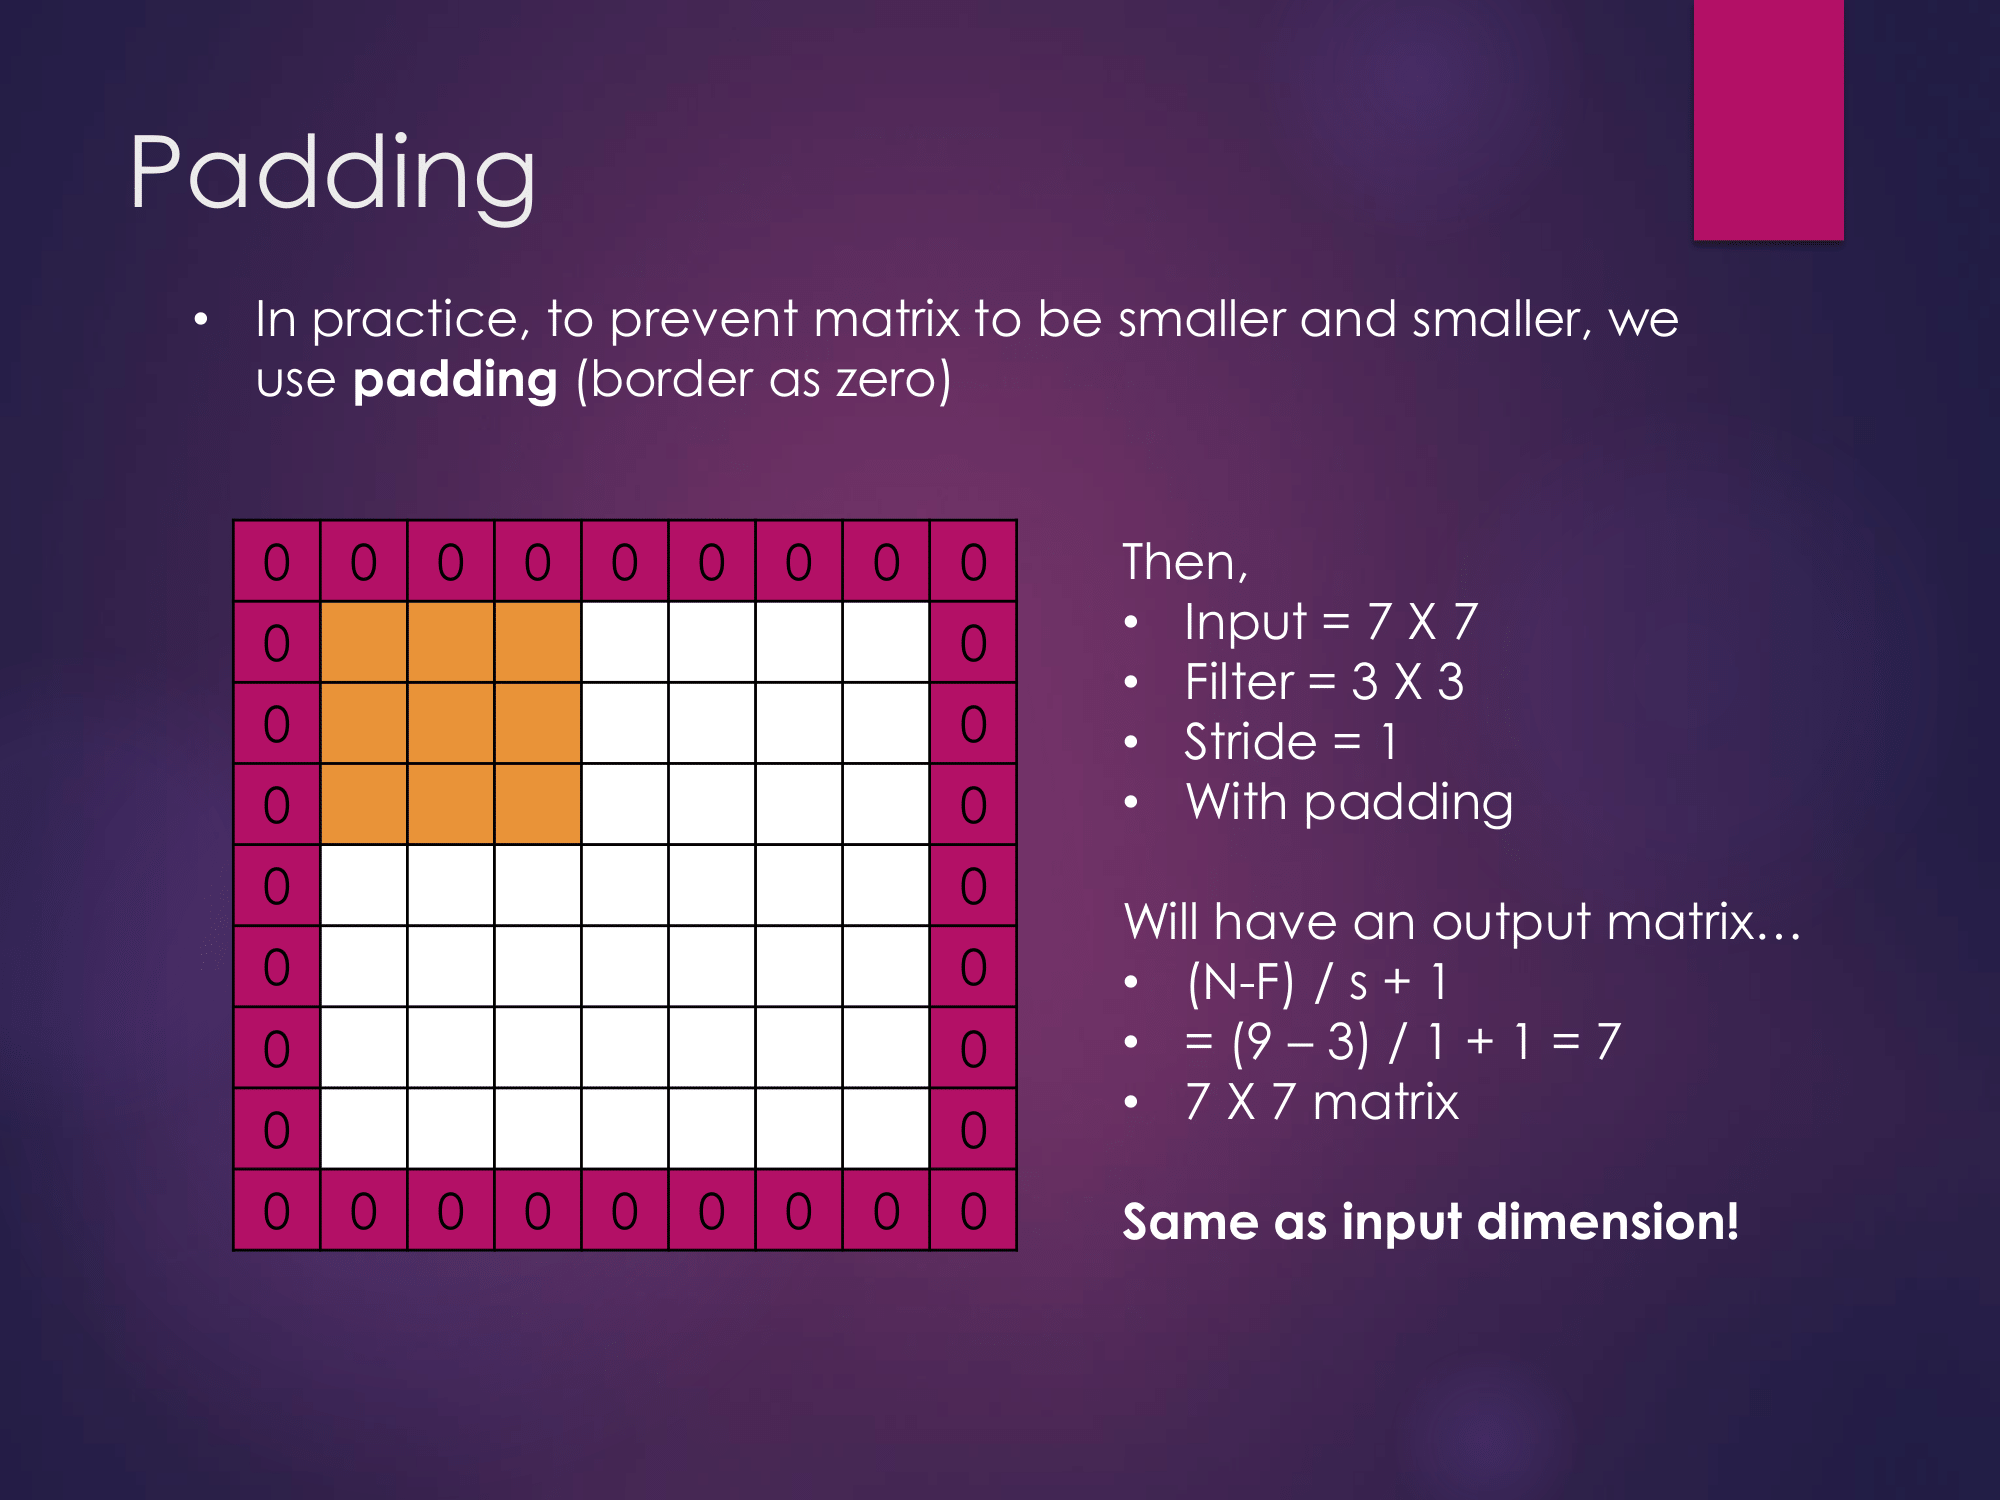 Padding
• In practice, to prevent matrix to be smaller and smaller, we
use padding (border as zero)
0 0 0 0 0 0 0 0 0
0 0
0 0
0 0
0 0
0 0
0 0
0 0
0 0 0 0 0 0 0 0 0
Then,
• Input = 7 X 7
• Filter = 3 X 3
• Stride = 1
• With padding
Will have an output matrix…
• (N-F) / s + 1
• = (9 – 3) / 1 + 1 = 7
• 7 X 7 matrix
Same as input dimension!